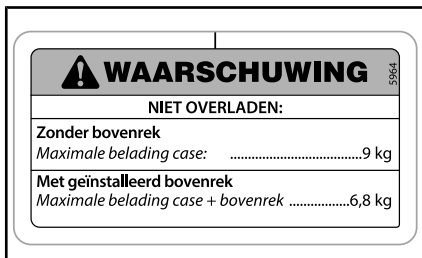 WAARSCHUWING
5964
NIET OVERLADEN:
Zonder bovenrek
Maximale belading case: ......................................9 kg
Met geïnstalleerd bovenrek
Maximale belading case + bovenrek .................6,8 kg